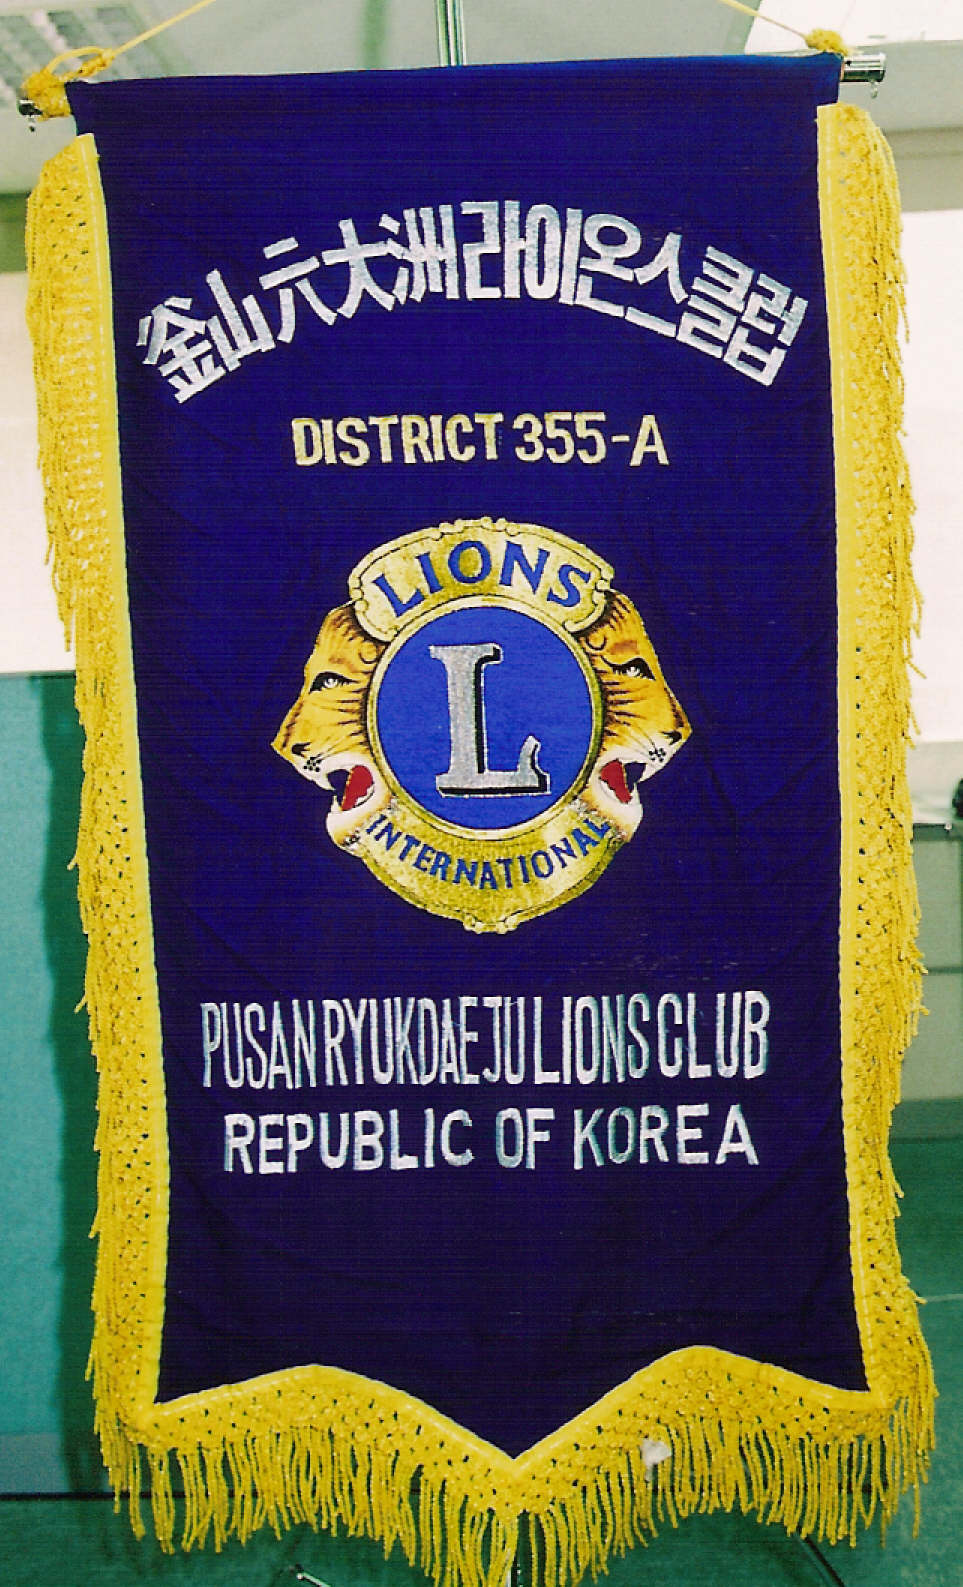 釜山六大洲라이온스클럽
DISTRICT 355-A
LIONS
L
INTERNATIONAL
PUSAN RYUKDAEJU LIONS CLUB
REPUBLIC OF KOREA